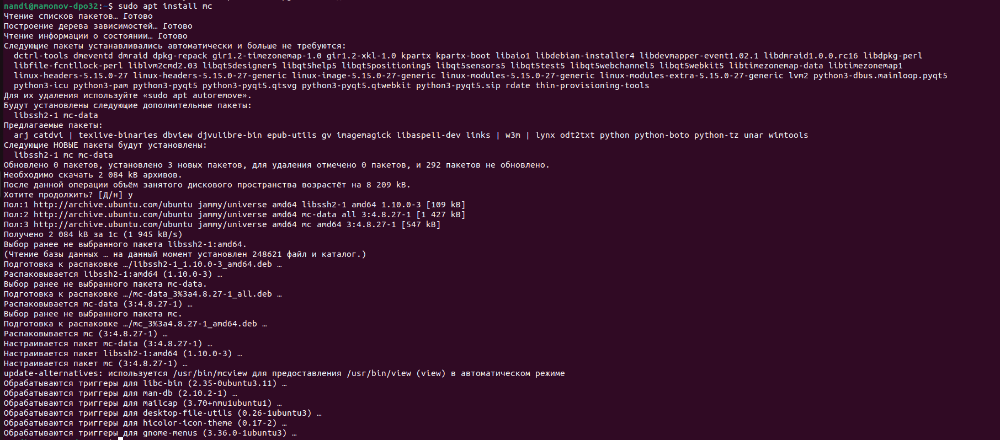 nandi@mamonov-dpo32:~$ sudo apt install mc
Чтение списков пакетов… Готово
Построение дерева зависимостей… Готово
Чтение информации о состоянии… Готово
Следующие пакеты устанавливались автоматически и больше не требуются:
  dctrl-tools dmeventd dmraid dpkg-repack gir1.2-timezonemap-1.0 gir1.2-xkl-1.0 kpartx kpartx-boot libaio1 libdebian-installer4 libdevmapper-event1.02.1 libdmraid1.0.0.rc16 libdpkg-perl
  libfile-fcntllock-perl liblvm2cmd2.03 libqt5designer5 libqt5help5 libqt5positioning5 libqt5sensors5 libqt5test5 libqt5webchannel5 libqt5webkit5 libtimezonemap-data libtimezonemap1
  linux-headers-5.15.0-27 linux-headers-5.15.0-27-generic linux-image-5.15.0-27-generic linux-modules-5.15.0-27-generic linux-modules-extra-5.15.0-27-generic lvm2 python3-dbus.mainloop.pyqt5
  python3-icu python3-pam python3-pyqt5 python3-pyqt5.qtsvg python3-pyqt5.qtwebkit python3-pyqt5.sip rdate thin-provisioning-tools
Для их удаления используйте «sudo apt autoremove».
Будут установлены следующие дополнительные пакеты:
  libssh2-1 mc-data
Предлагаемые пакеты:
  arj catdvi | texlive-binaries dbview djvulibre-bin epub-utils gv imagemagick libaspell-dev links | w3m | lynx odt2txt python python-boto python-tz unar wimtools
Следующие НОВЫЕ пакеты будут установлены:
  libssh2-1 mc mc-data
Обновлено 0 пакетов, установлено 3 новых пакетов, для удаления отмечено 0 пакетов, и 292 пакетов не обновлено.
Необходимо скачать 2 084 kB архивов.
После данной операции объём занятого дискового пространства возрастёт на 8 209 kB.
Хотите продолжить? [Д/н] y
Пол:1 http://archive.ubuntu.com/ubuntu jammy/universe amd64 libssh2-1 amd64 1.10.0-3 [109 kB]
Пол:2 http://archive.ubuntu.com/ubuntu jammy/universe amd64 mc-data all 3:4.8.27-1 [1 427 kB]
Пол:3 http://archive.ubuntu.com/ubuntu jammy/universe amd64 mc amd64 3:4.8.27-1 [547 kB]
Получено 2 084 kB за 1с (1 945 kB/s)
Выбор ранее не выбранного пакета libssh2-1:amd64.
(Чтение базы данных … на данный момент установлен 248621 файл и каталог.)
Подготовка к распаковке …/libssh2-1_1.10.0-3_amd64.deb …
Распаковывается libssh2-1:amd64 (1.10.0-3) …
Выбор ранее не выбранного пакета mc-data.
Подготовка к распаковке …/mc-data_3%3a4.8.27-1_all.deb …
Распаковывается mc-data (3:4.8.27-1) …
Выбор ранее не выбранного пакета mc.
Подготовка к распаковке …/mc_3%3a4.8.27-1_amd64.deb …
Распаковывается mc (3:4.8.27-1) …
Настраивается пакет mc-data (3:4.8.27-1) …
Настраивается пакет libssh2-1:amd64 (1.10.0-3) …
Настраивается пакет mc (3:4.8.27-1) …
update-alternatives: используется /usr/bin/mcview для предоставления /usr/bin/view (view) в автоматическом режиме
Обрабатываются триггеры для libc-bin (2.35-0ubuntu3.11) …
Обрабатываются триггеры для man-db (2.10.2-1) …
Обрабатываются триггеры для mailcap (3.70+nmu1ubuntu1) …
Обрабатываются триггеры для desktop-file-utils (0.26-1ubuntu3) …
Обрабатываются триггеры для hicolor-icon-theme (0.17-2) …
Обрабатываются триггеры для gnome-menus (3.36.0-1ubuntu3) …